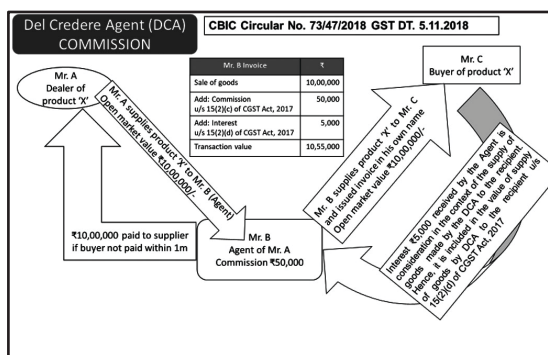 Del Credere Agent (DCA)
COMMISSION
CBIC Circular No. 73/47/2018 GST DT. 5.11.2018
Mr. A
Dealer of
product 'X'
Mr. A supplies product 'X' to Mr. B (Agent)
Open market value ₹10,00,000/-
Mr. B Invoice ₹
Sale of goods 10,00,000
Add: Commission 50,000
u/s 15(2)(c) of CGST Act, 2017
Add: Interest 5,000
u/s 15(2)(d) of CGST Act, 2017
Transaction value 10,55,000
Mr. C
Buyer of product 'X'
Mr. B supplies product 'X' to Mr. C
and issued invoice in his own name
Open market value ₹10,00,000/-
₹10,00,000 paid to supplier
if buyer not paid within 1m
Mr. B
Agent of Mr. A
Commission ₹50,000
Interest ₹5,000 received by the Agent is
consideration in the context of the supply of
goods made by the DCA to the recipient.
Hence, it is included in the value of supply
of goods by DCA to the recipient u/s
15(2)(d) of CGST Act, 2017